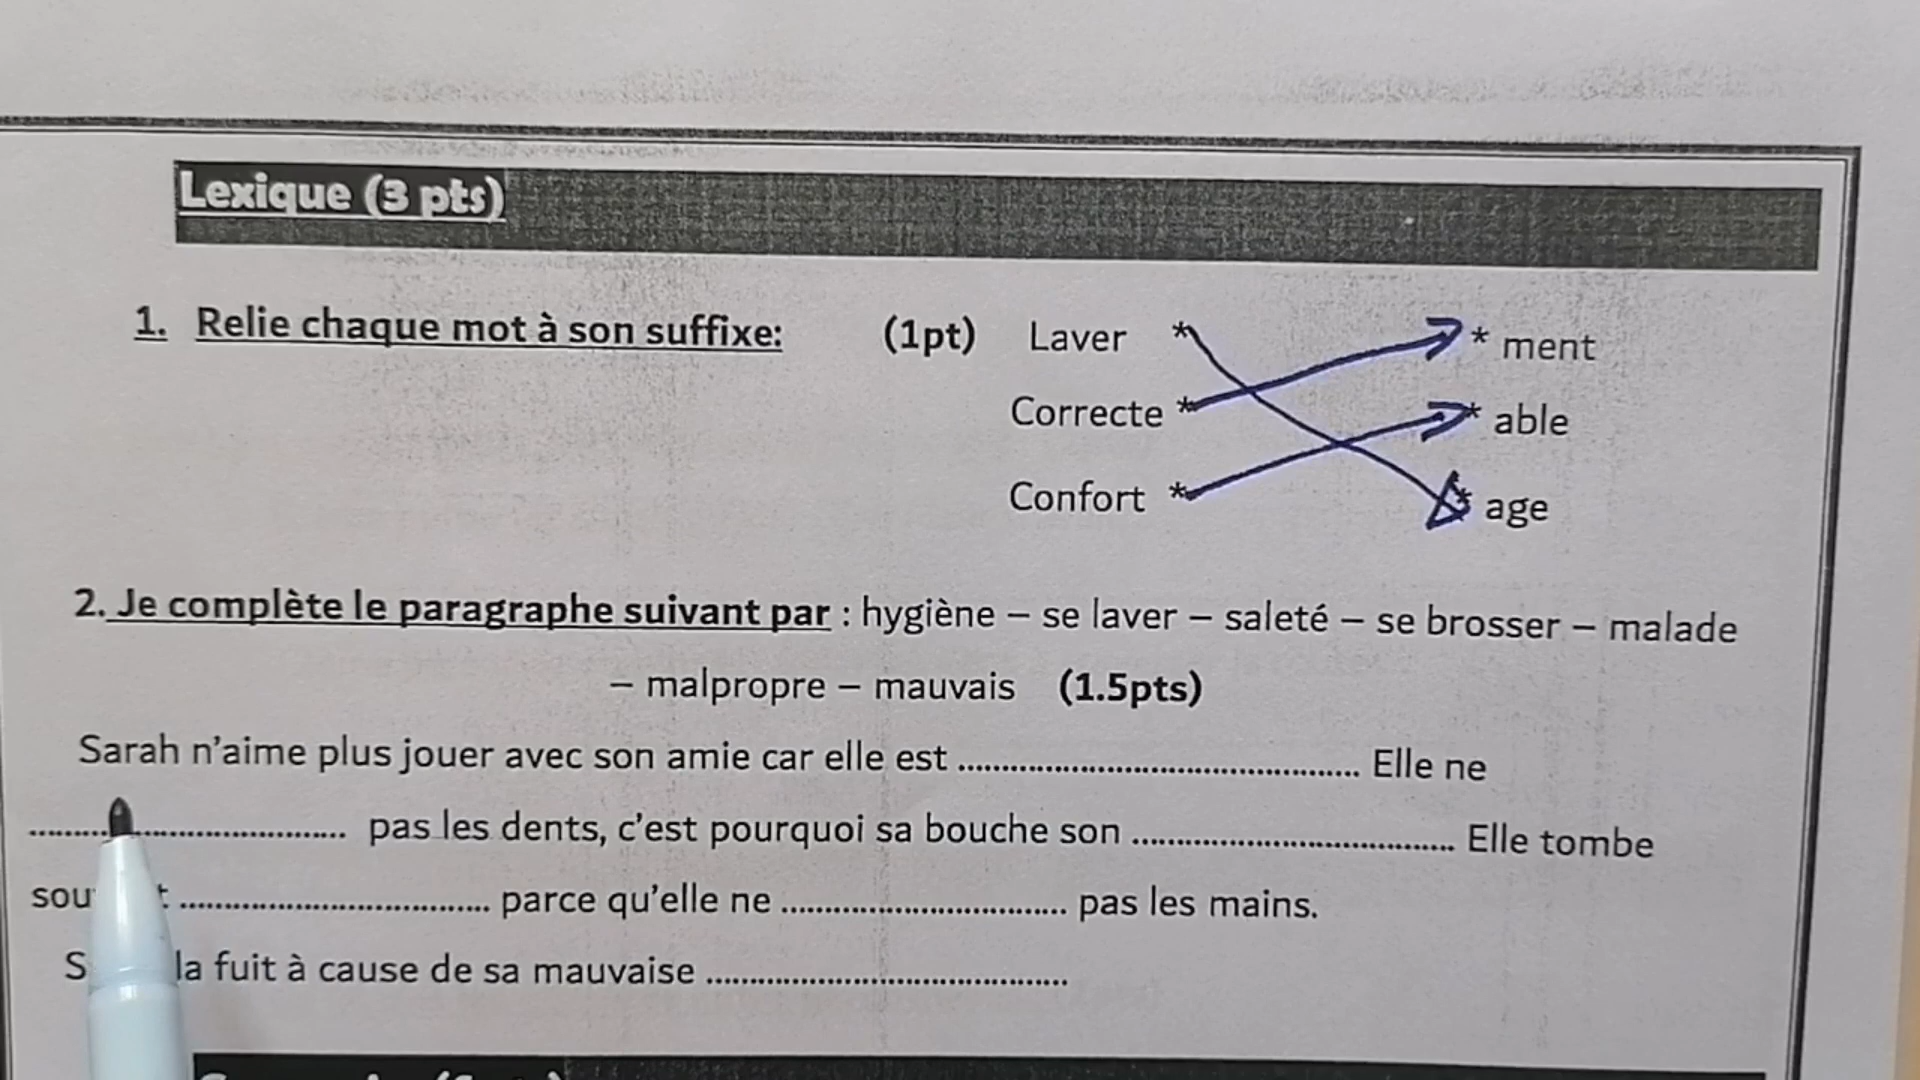 Lexique (3 pts)
1. Relie chaque mot à son suffixe: (1pt) Laver * * ment
Correcte * * able
Confort * * age
2. Je complète le paragraphe suivant par : hygiène – se laver – saleté – se brosser – malade
– malpropre – mauvais (1.5pts)
Sarah n'aime plus jouer avec son amie car elle est ........................................ Elle ne
........................................ pas les dents, c'est pourquoi sa bouche son ........................................ Elle tombe
........................................ parce qu'elle ne ........................................ pas les mains.
la fuit à cause de sa mauvaise ........................................